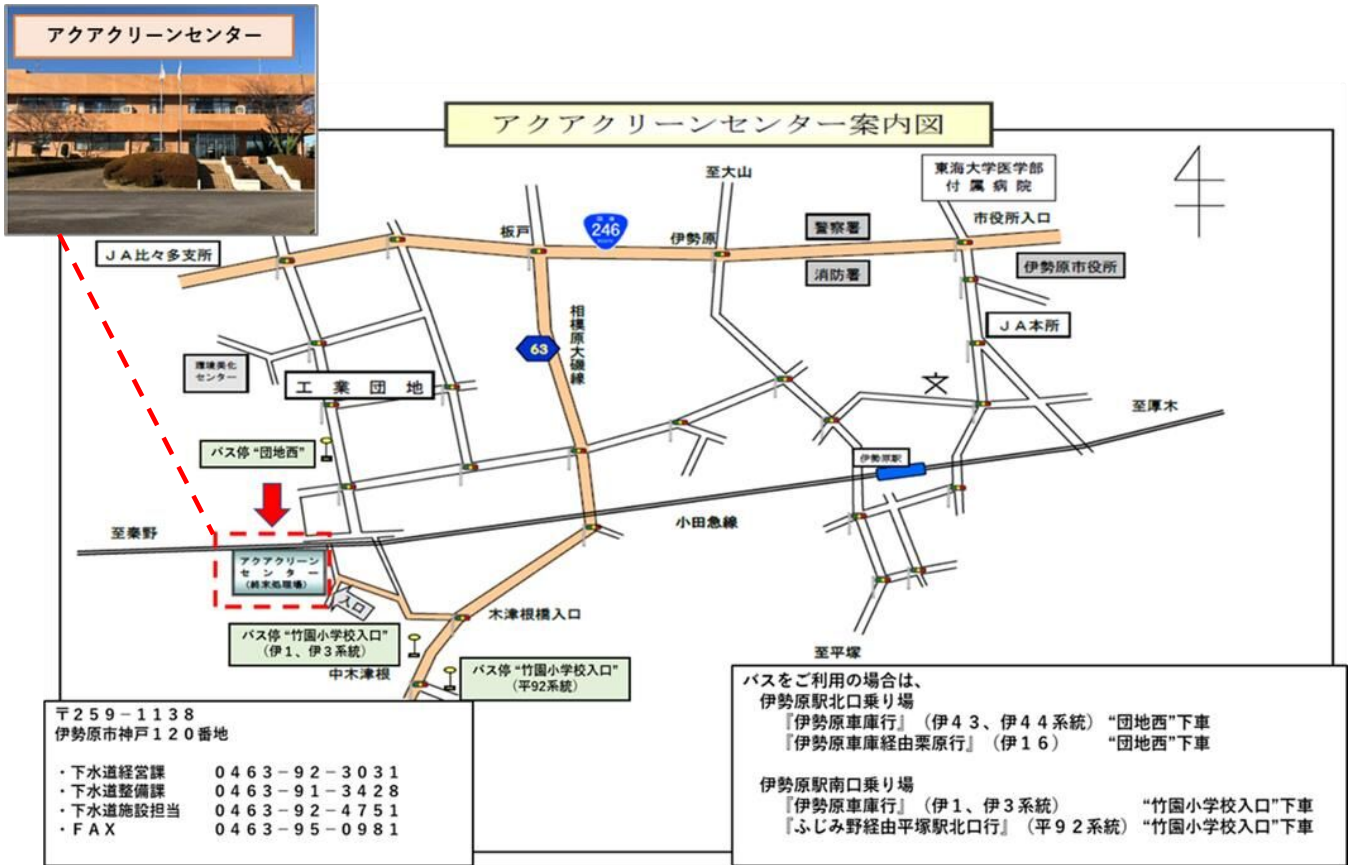 アクアクリーンセンター
アクアクリーンセンター案内図
至大山
東海大学医学部
付属病院
市役所入口
板戸
国道
246
ROUTE
伊勢原
警察署
消防署
伊勢原市役所
JA比々多支所
相模原大磯線
63
JA本所
環境美化
センター
工業団地
文
至厚木
バス停 “団地西”
伊勢原駅
至秦野
小田急線
アクアクリーン
センター
(終末処理場)
入口
木津根橋入口
バス停 “竹園小学校入口”
(伊1、伊3系統)
中木津根
バス停 “竹園小学校入口”
(平92系統)
至平塚
〒259-1138
伊勢原市神戸120番地
・下水道経営課 0463-92-3031
・下水道整備課 0463-91-3428
・下水道施設担当 0463-92-4751
・FAX 0463-95-0981
バスをご利用の場合は、
伊勢原駅北口乗り場
『伊勢原車庫行』(伊43、伊44系統) “団地西”下車
『伊勢原車庫経由栗原行』(伊16) “団地西”下車
伊勢原駅南口乗り場
『伊勢原車庫行』(伊1、伊3系統) “竹園小学校入口”下車
『ふじみ野経由平塚駅北口行』(平92系統) “竹園小学校入口”下車